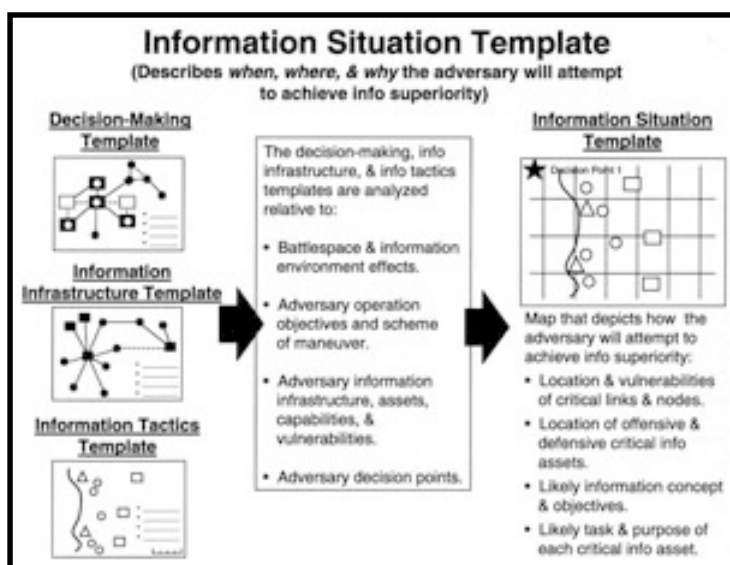 Information Situation Template
(Describes when, where, & why the adversary will attempt
to achieve info superiority)
Decision-Making
Template
Information
Infrastructure Template
Information Tactics
Template
The decision-making, info
infrastructure, & info tactics
templates are analyzed
relative to:
• Battlespace & information
environment effects.
• Adversary operation
objectives and scheme
of maneuver.
• Adversary information
infrastructure, assets,
capabilities, &
vulnerabilities.
• Adversary decision points.
Information Situation
Template
Decision Point 1
Map that depicts how the
adversary will attempt to
achieve info superiority:
• Location & vulnerabilities
of critical links & nodes.
• Location of offensive &
defensive critical info
assets.
• Likely information concept
& objectives.
• Likely task & purpose of
each critical info asset.